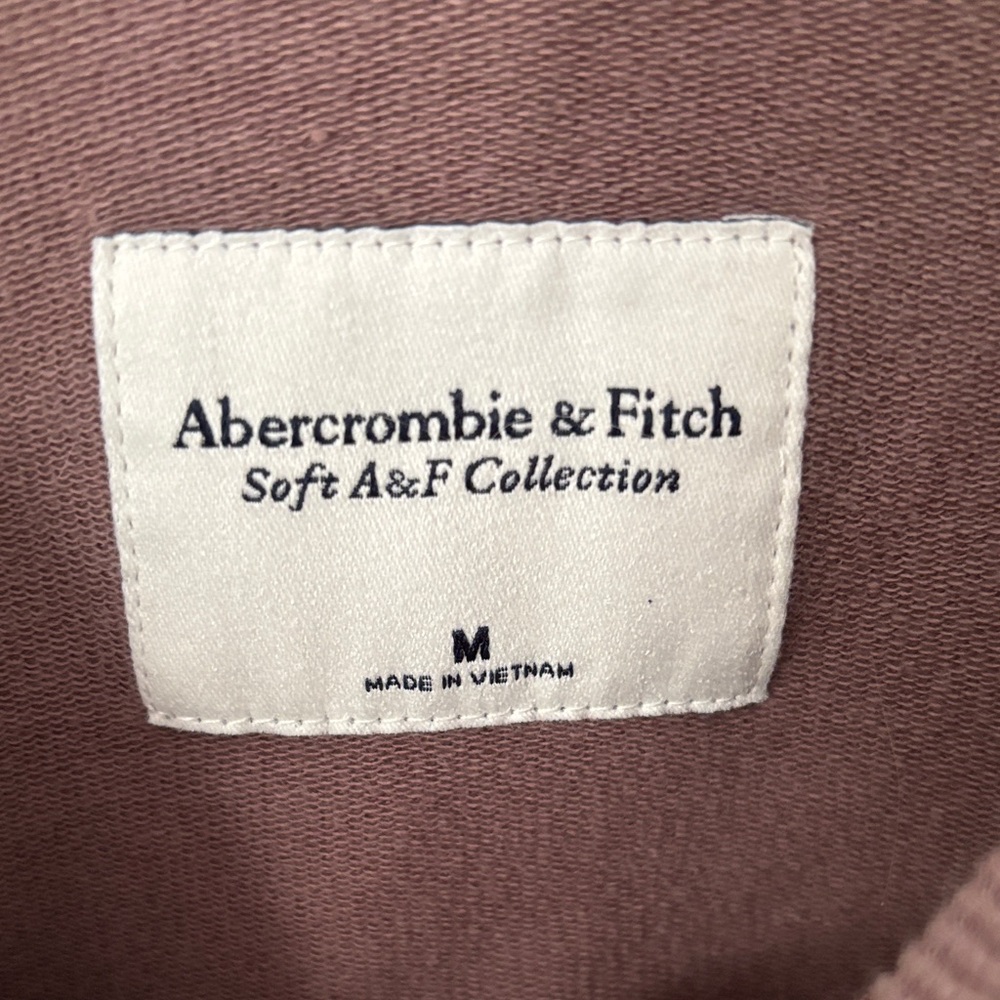 Abercrombie & Fitch
Soft A&F Collection
M
MADE IN VIETNAM